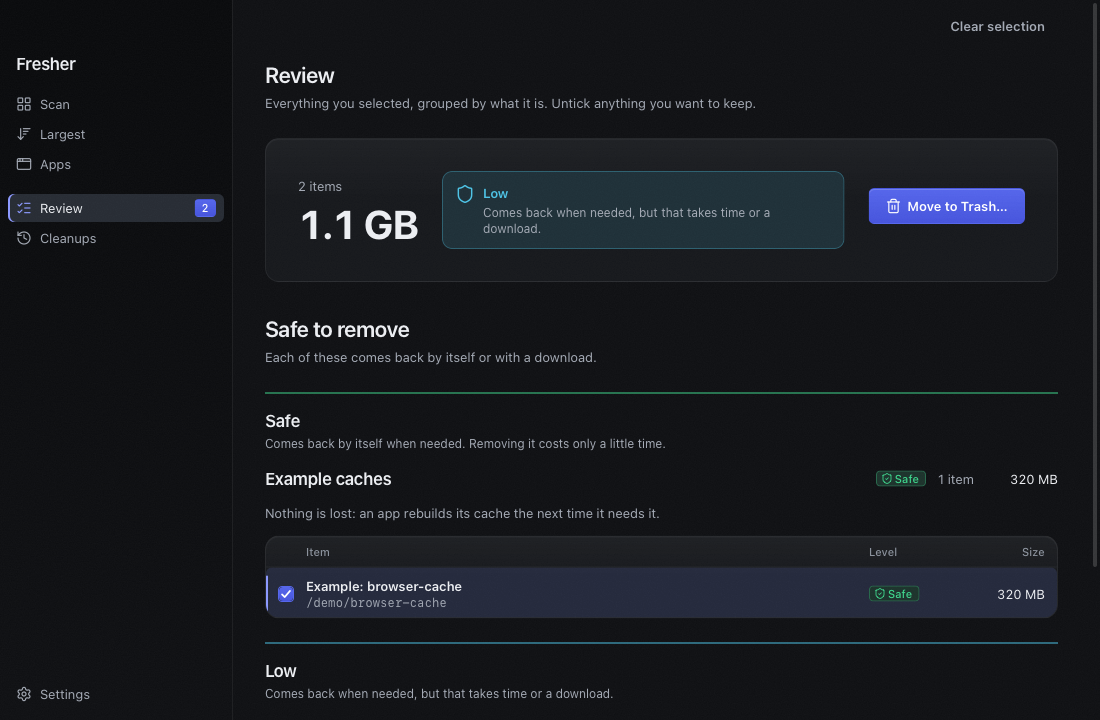 Clear selection
Fresher
Scan
Largest
Apps
Review 2
Cleanups
Settings
Review
Everything you selected, grouped by what it is. Untick anything you want to keep.
2 items
1.1 GB
Low
Comes back when needed, but that takes time or a
download.
Move to Trash...
Safe to remove
Each of these comes back by itself or with a download.
Safe
Comes back by itself when needed. Removing it costs only a little time.
Example caches Safe 1 item 320 MB
Nothing is lost: an app rebuilds its cache the next time it needs it.
Item Level Size
Example: browser-cache
/demo/browser-cache
Safe 320 MB
Low
Comes back when needed, but that takes time or a download.